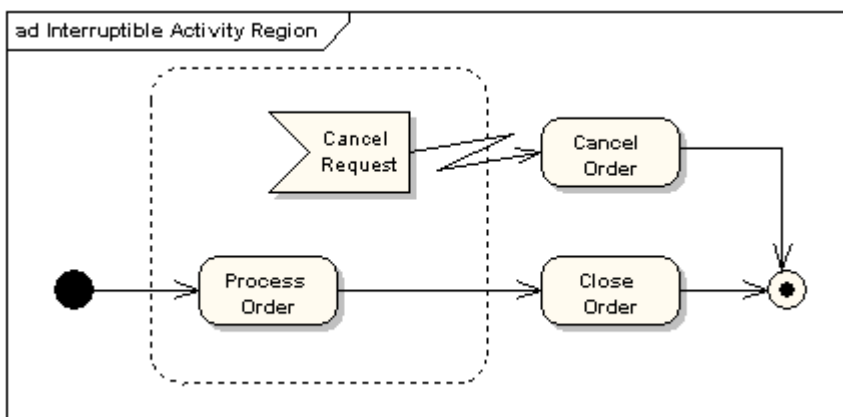 ad Interruptible Activity Region
Cancel
Request
Cancel
Order
Process
Order
Close
Order